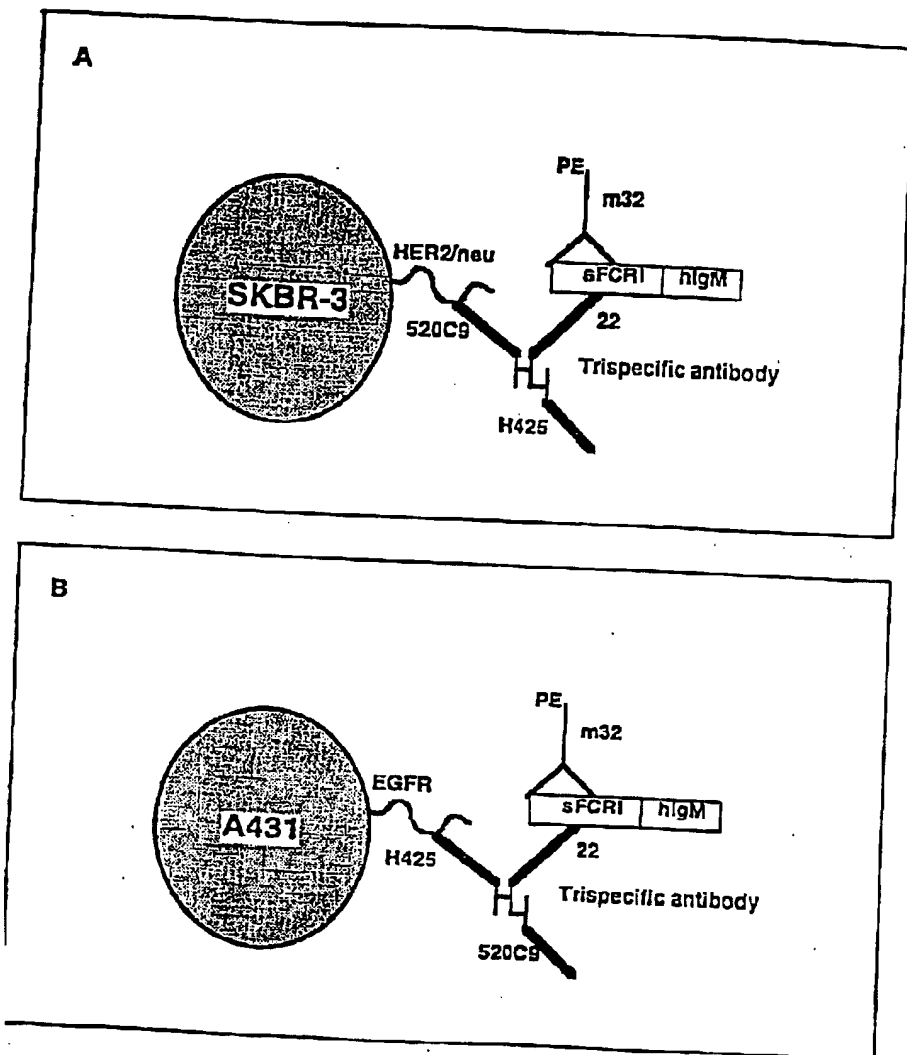 A
PE
m32
HER2/neu
sFCRI hIgM
SKBR-3
520C9
22
Trispecific antibody
H425
B
PE
m32
EGFR
sFCRI hIgM
A431
H425
22
Trispecific antibody
520C9